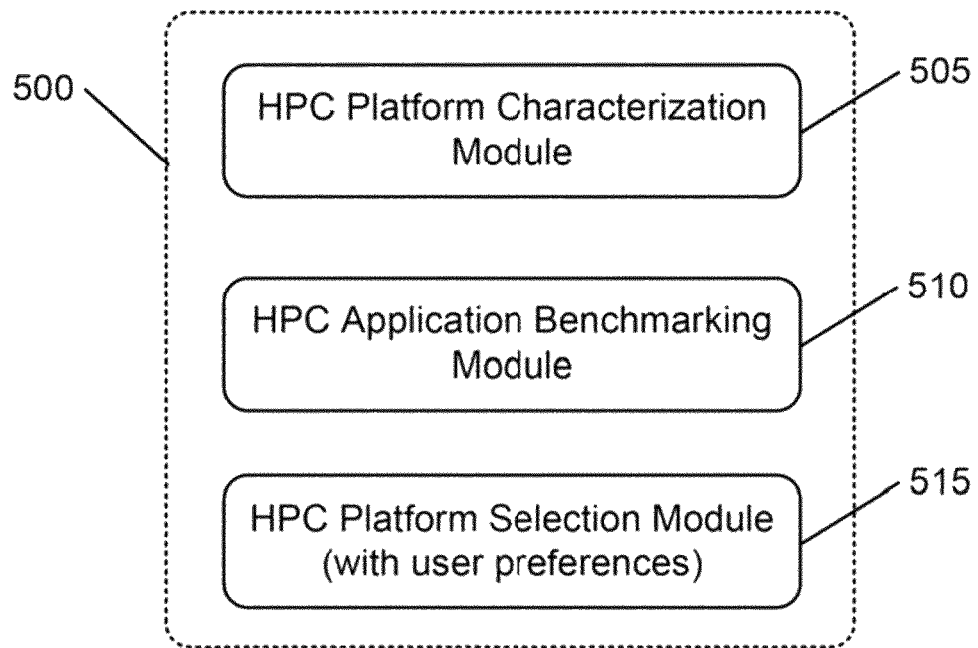 500
505
HPC Platform Characterization
Module
510
HPC Application Benchmarking
Module
515
HPC Platform Selection Module
(with user preferences)